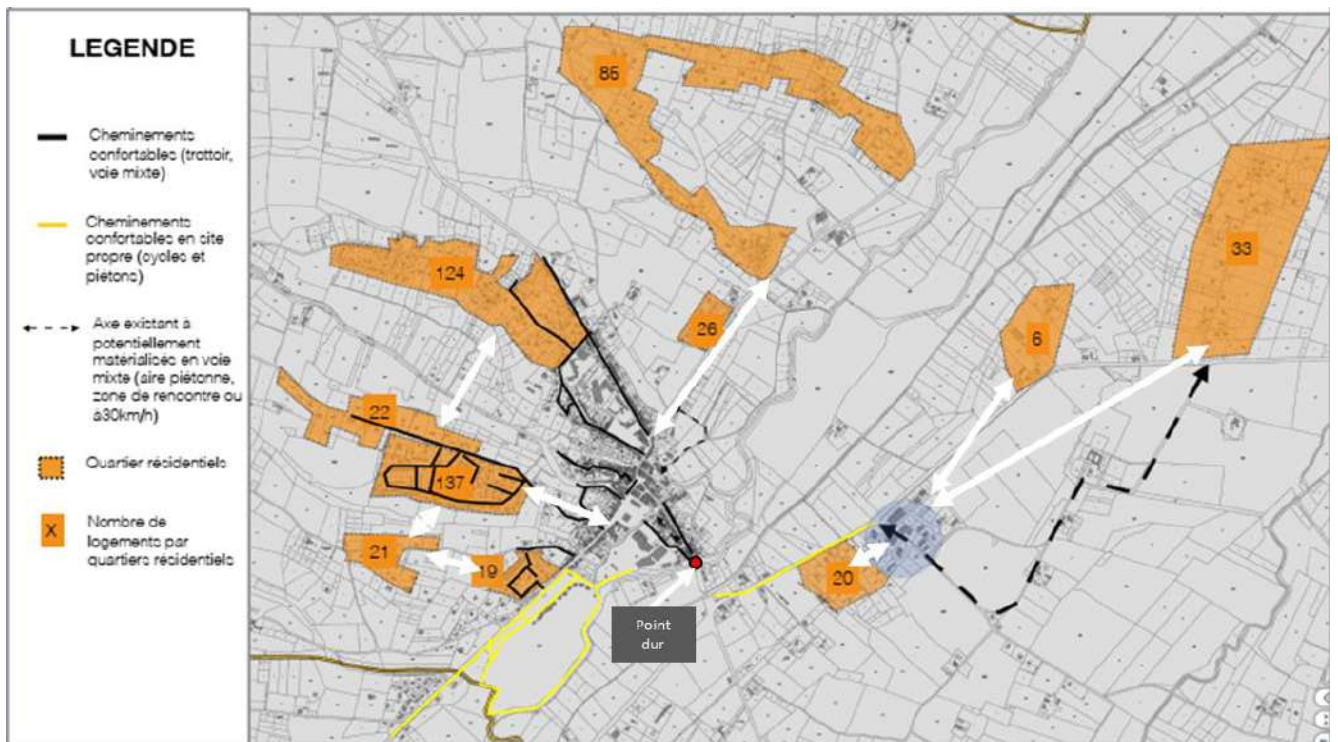 LEGENDE
Cheminements
confortables (trottoir,
voie mixte)
Cheminements
confortables en site
propre (cycles et
piétons)
Axe existant à
potentiellement
matérialisés en voie
mixte (aire piétonne,
zone de rencontre ou
à30km/h)
Quartier résidentiels
X
Nombre de
logements par
quartiers résidentiels
85
33
124
26
6
22
137
21
19
20
Point
dur